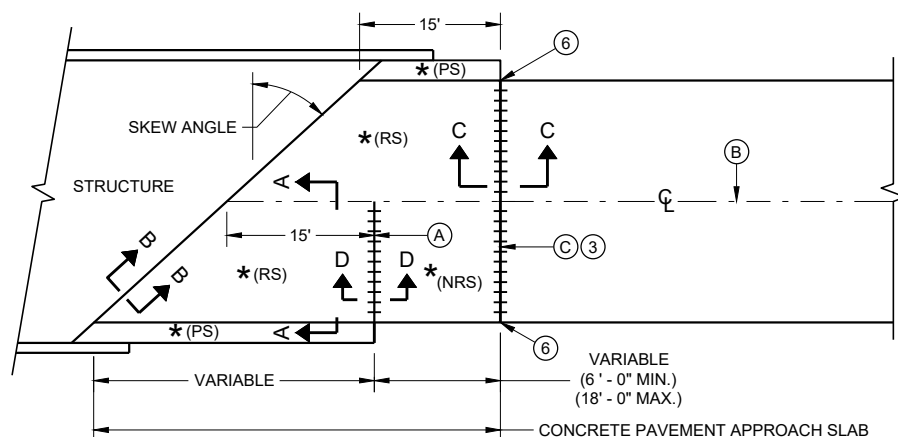 15'
6
*(PS)
SKEW ANGLE
C
C
*(RS)
B
STRUCTURE
A
℄
15'
A
B
B
D
D
C
3
*(RS)
*(NRS)
*(PS)
A
6
VARIABLE
VARIABLE
(6 ' - 0" MIN.)
(18' - 0" MAX.)
CONCRETE PAVEMENT APPROACH SLAB